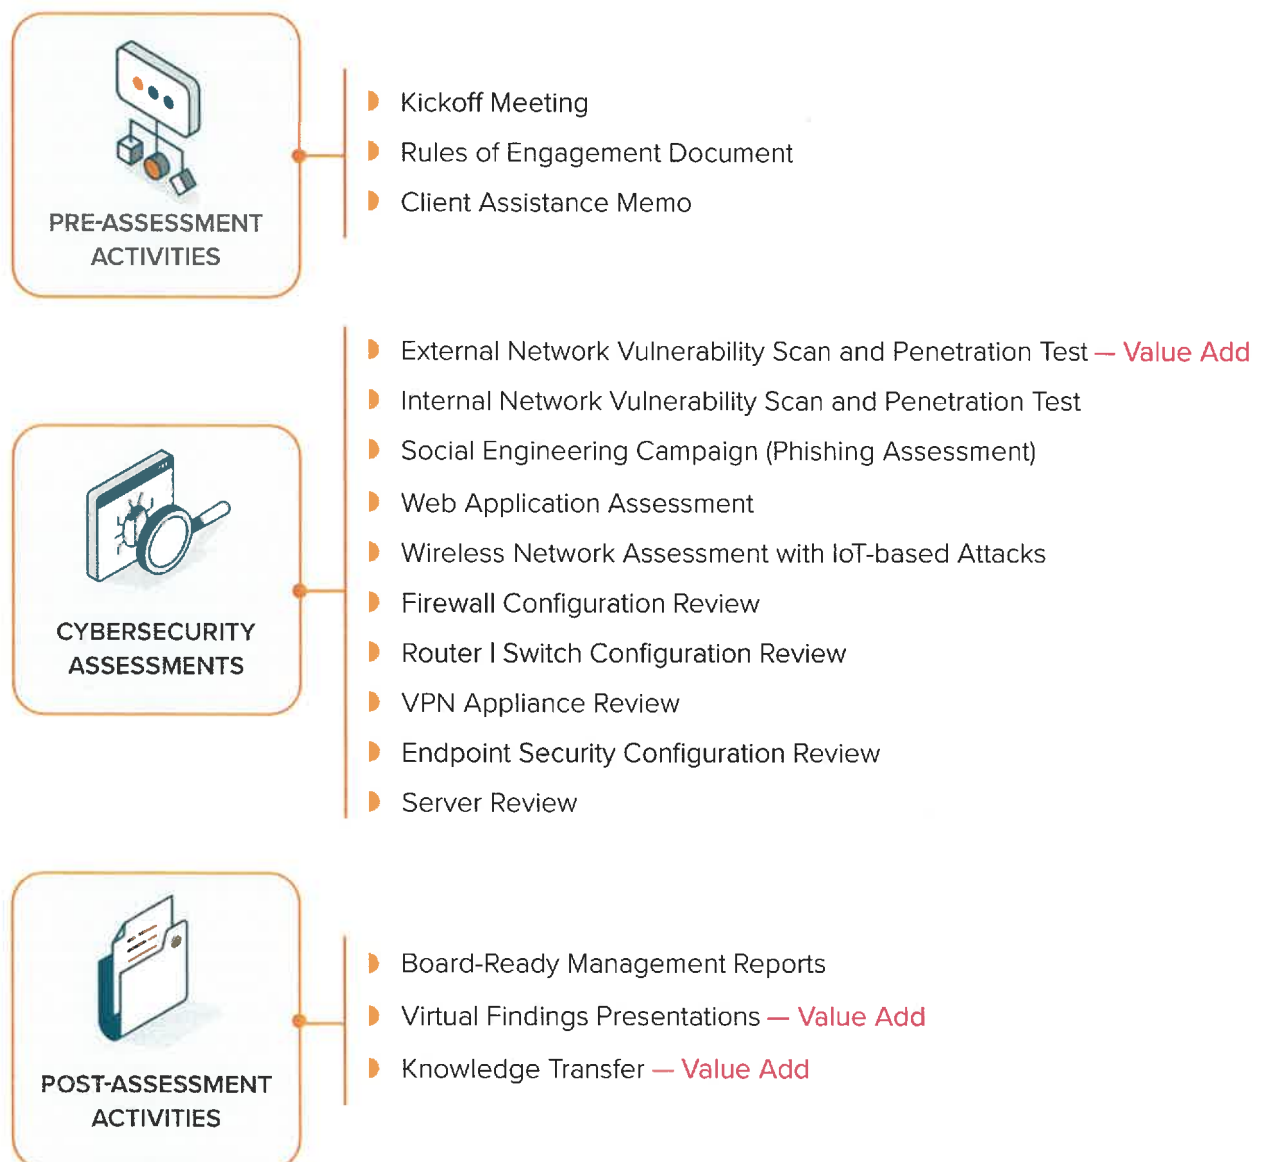 PRE-ASSESSMENT
ACTIVITIES
Kickoff Meeting
Rules of Engagement Document
Client Assistance Memo
CYBERSECURITY
ASSESSMENTS
External Network Vulnerability Scan and Penetration Test — Value Add
Internal Network Vulnerability Scan and Penetration Test
Social Engineering Campaign (Phishing Assessment)
Web Application Assessment
Wireless Network Assessment with IoT-based Attacks
Firewall Configuration Review
Router | Switch Configuration Review
VPN Appliance Review
Endpoint Security Configuration Review
Server Review
POST-ASSESSMENT
ACTIVITIES
Board-Ready Management Reports
Virtual Findings Presentations — Value Add
Knowledge Transfer — Value Add